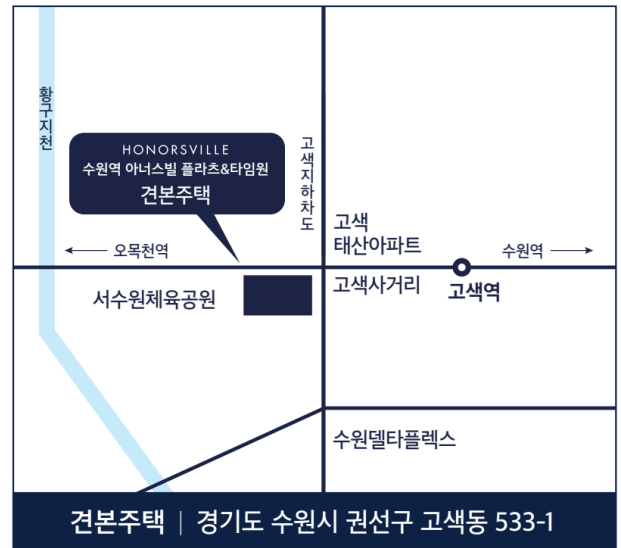 황구지천
HONORSVILLE
수원역 아너스빌 플라츠&타임원
견본주택
고색지하차도
고색
태산아파트
← 오목천역
수원역 →
서수원체육공원
고색사거리
고색역
수원델타플렉스
견본주택 | 경기도 수원시 권선구 고색동 533-1